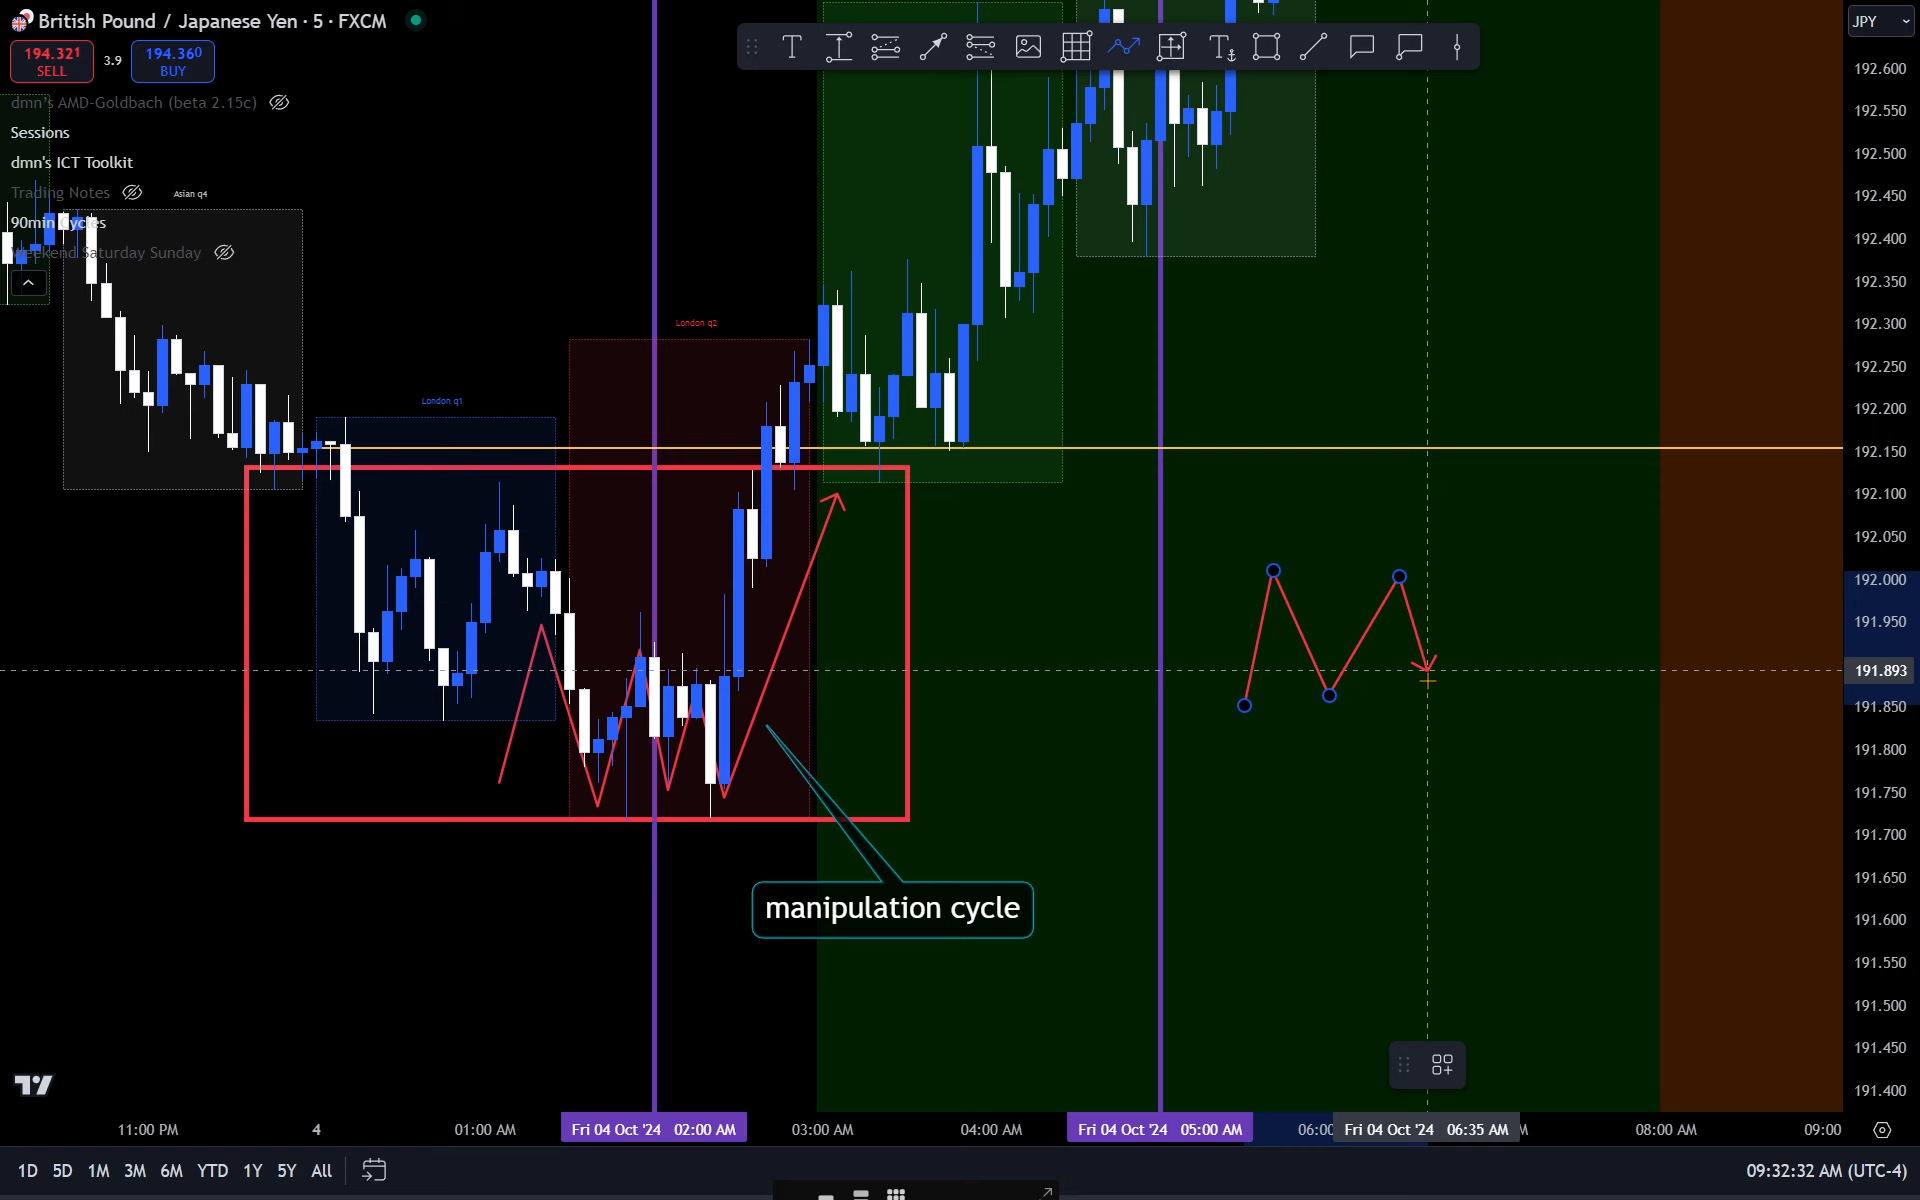 British Pound / Japanese Yen · 5 · FXCM
JPY
194.321
SELL
3.9
194.360
BUY
dmn's AMD-Goldbach (beta 2.15c)
Sessions
dmn's ICT Toolkit
Trading Notes
Asian q4
90min Cycles
Weekend Saturday Sunday
London q2
London q1
manipulation cycle
192.600
192.550
192.500
192.450
192.400
192.350
192.300
192.250
192.200
192.150
192.100
192.050
192.000
191.950
191.893
191.850
191.800
191.750
191.700
191.650
191.600
191.550
191.500
191.450
191.400
11:00 PM
4
01:00 AM
Fri 04 Oct '24 02:00 AM
03:00 AM
04:00 AM
Fri 04 Oct '24 05:00 AM
06:00
Fri 04 Oct '24 06:35 AM
08:00 AM
09:00
1D 5D 1M 3M 6M YTD 1Y 5Y All
09:32:32 AM (UTC-4)